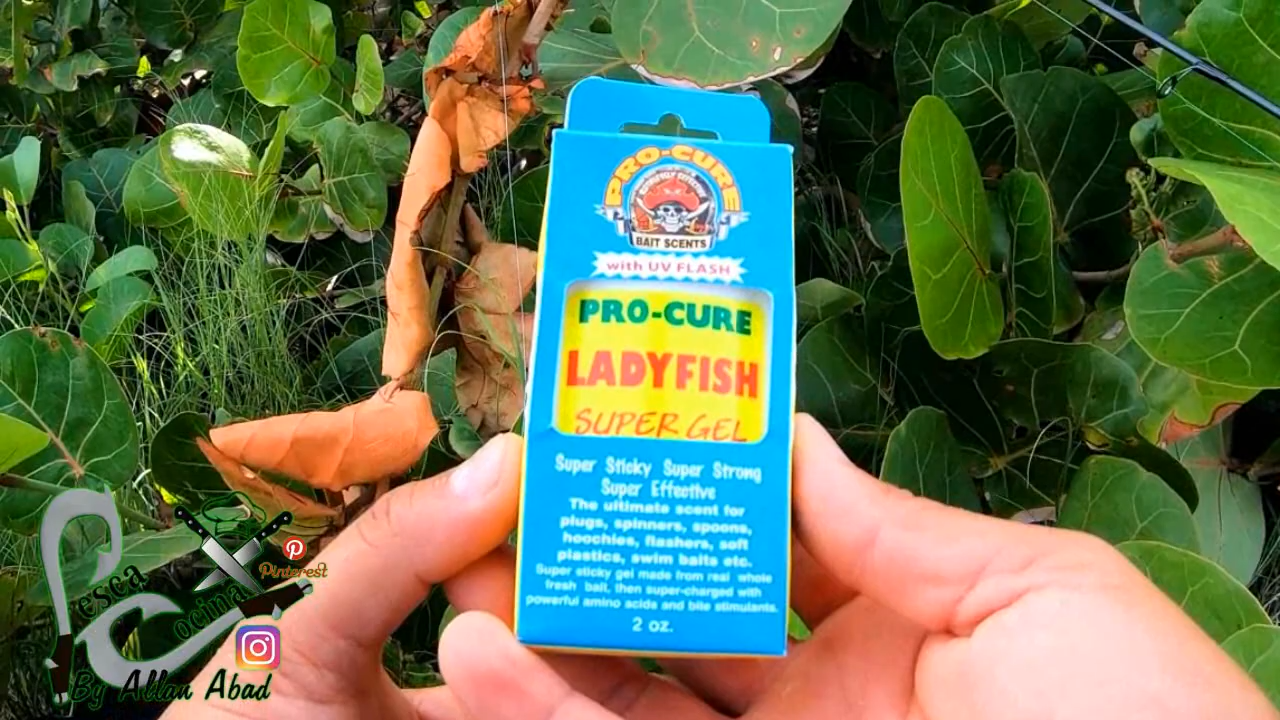 PRO-CURE
BAIT SCENTS
with UV FLASH
PRO-CURE
LADYFISH
SUPER GEL
Super Sticky Super Strong
Super Effective
The ultimate scent for
plugs, spinners, spoons,
hoochies, flashers, soft
plastics, swim baits etc.
Super sticky gel made from real whole
fresh bait, then super-charged with
powerful amino acids and bite stimulants.
2 oz.
Pesca
Cocina
Pinterest
By Allan Abad